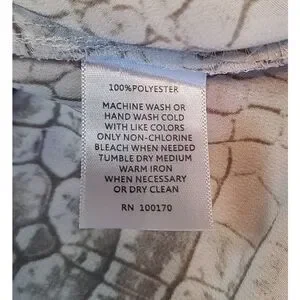 100%POLYESTER
MACHINE WASH OR
HAND WASH COLD
WITH LIKE COLORS
ONLY NON-CHLORINE
BLEACH WHEN NEEDED
TUMBLE DRY MEDIUM
WARM IRON
WHEN NECESSARY
OR DRY CLEAN
RN 100170